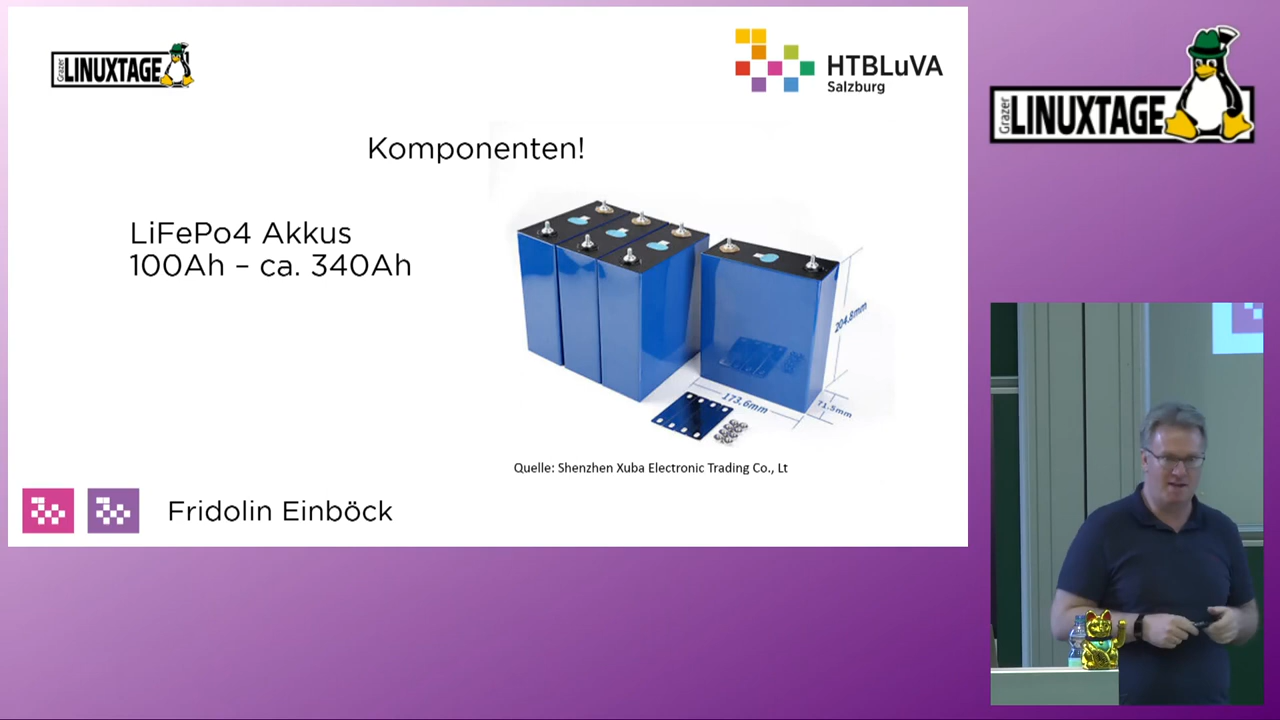 Grazer
LINUXTAGE
HTBLuVA
Salzburg
Komponenten!
LiFePo4 Akkus
100Ah – ca. 340Ah
204.8mm
173.6mm
71.5mm
Quelle: Shenzhen Xuba Electronic Trading Co., Lt
Fridolin Einböck
Grazer
LINUXTAGE